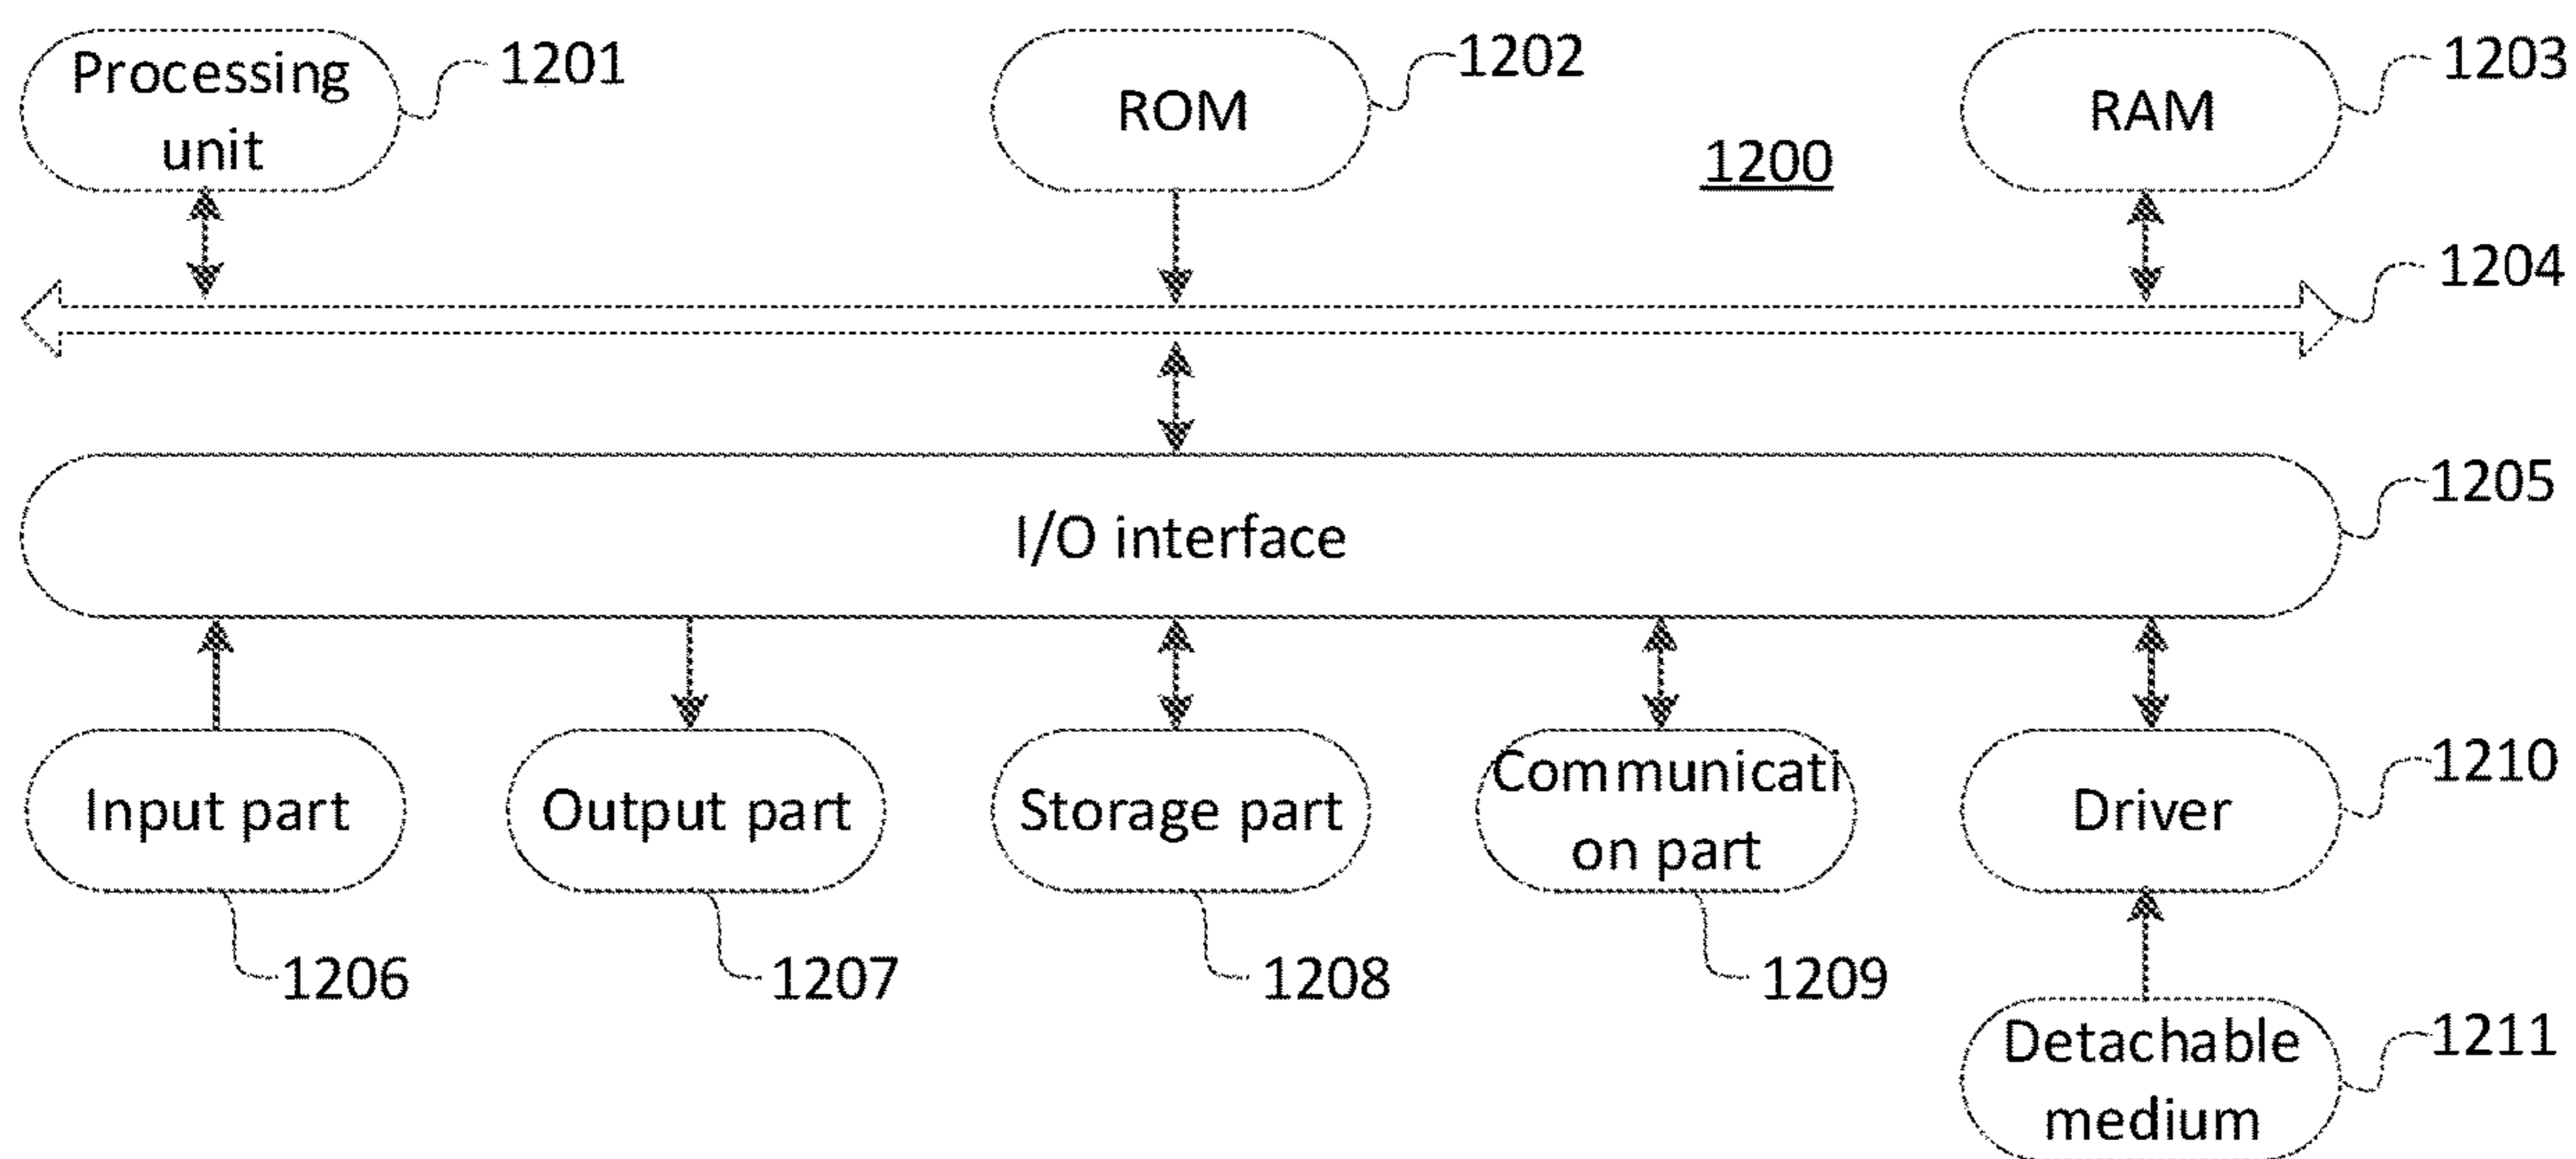 Processing
unit
1201
ROM
1202
1200
RAM
1203
1204
I/O interface
1205
Input part
1206
Output part
1207
Storage part
1208
Communicati
on part
1209
Driver
1210
Detachable
medium
1211